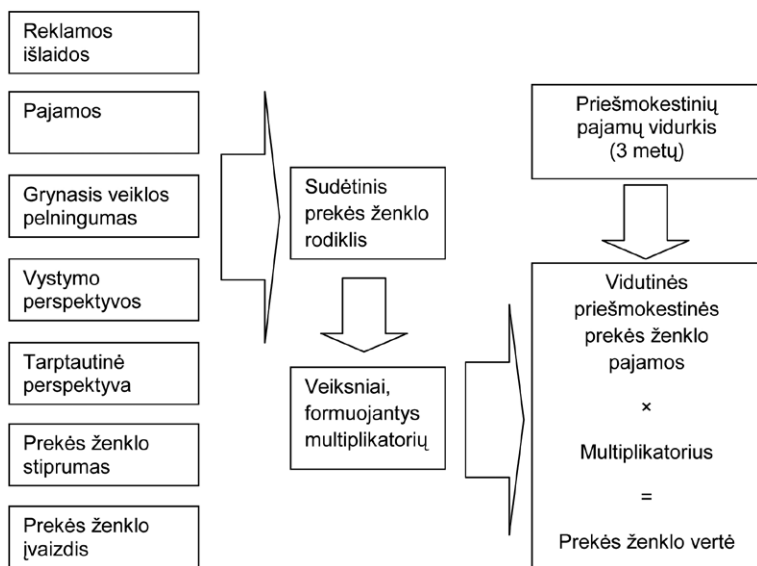 Reklamos
išlaidos
Pajamos
Grynasis veiklos
pelningumas
Vystymo
perspektyvos
Tarptautinė
perspektyva
Prekės ženklo
stiprumas
Prekės ženklo
įvaizdis
Sudėtinis
prekės ženklo
rodiklis
Veiksniai,
formuojantys
multiplikatorių
Priešmokestinių
pajamų vidurkis
(3 metų)
Vidutinės
priešmokestinės
prekės ženklo
pajamos
×
Multiplikatorius
=
Prekės ženklo vertė